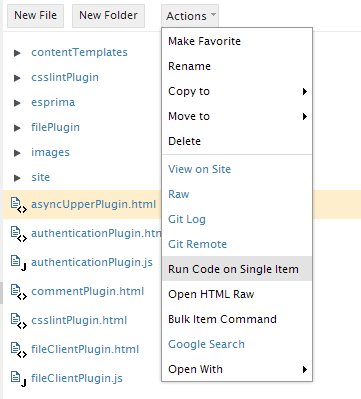 New File New Folder Actions
contentTemplates
csslintPlugin
esprima
filePlugin
images
site
asyncUpperPlugin.html
authenticationPlugin.htm
authenticationPlugin.js
commentPlugin.html
csslintPlugin.html
fileClientPlugin.html
fileClientPlugin.js
Make Favorite
Rename
Copy to
Move to
Delete
View on Site
Raw
Git Log
Git Remote
Run Code on Single Item
Open HTML Raw
Bulk Item Command
Google Search
Open With